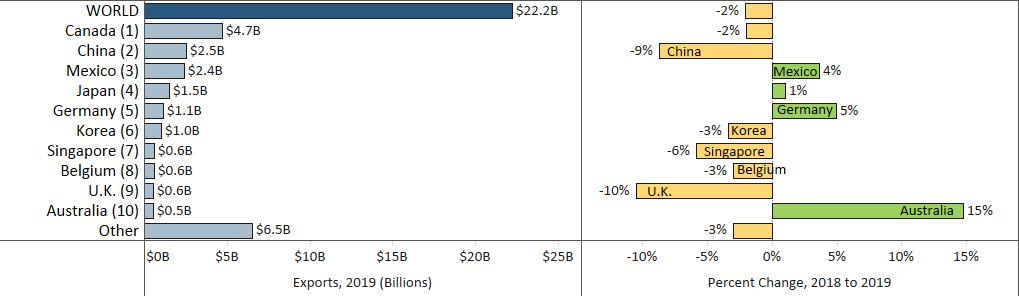 WORLD $22.2B -2%
Canada (1) $4.7B -2%
China (2) $2.5B -9% China
Mexico (3) $2.4B Mexico 4%
Japan (4) $1.5B 1%
Germany (5) $1.1B Germany 5%
Korea (6) $1.0B -3% Korea
Singapore (7) $0.6B -6% Singapore
Belgium (8) $0.6B -3% Belgium
U.K. (9) $0.6B -10% U.K.
Australia (10) $0.5B Australia 15%
Other $6.5B -3%
$0B $5B $10B $15B $20B $25B -10% -5% 0% 5% 10% 15%
Exports, 2019 (Billions) Percent Change, 2018 to 2019